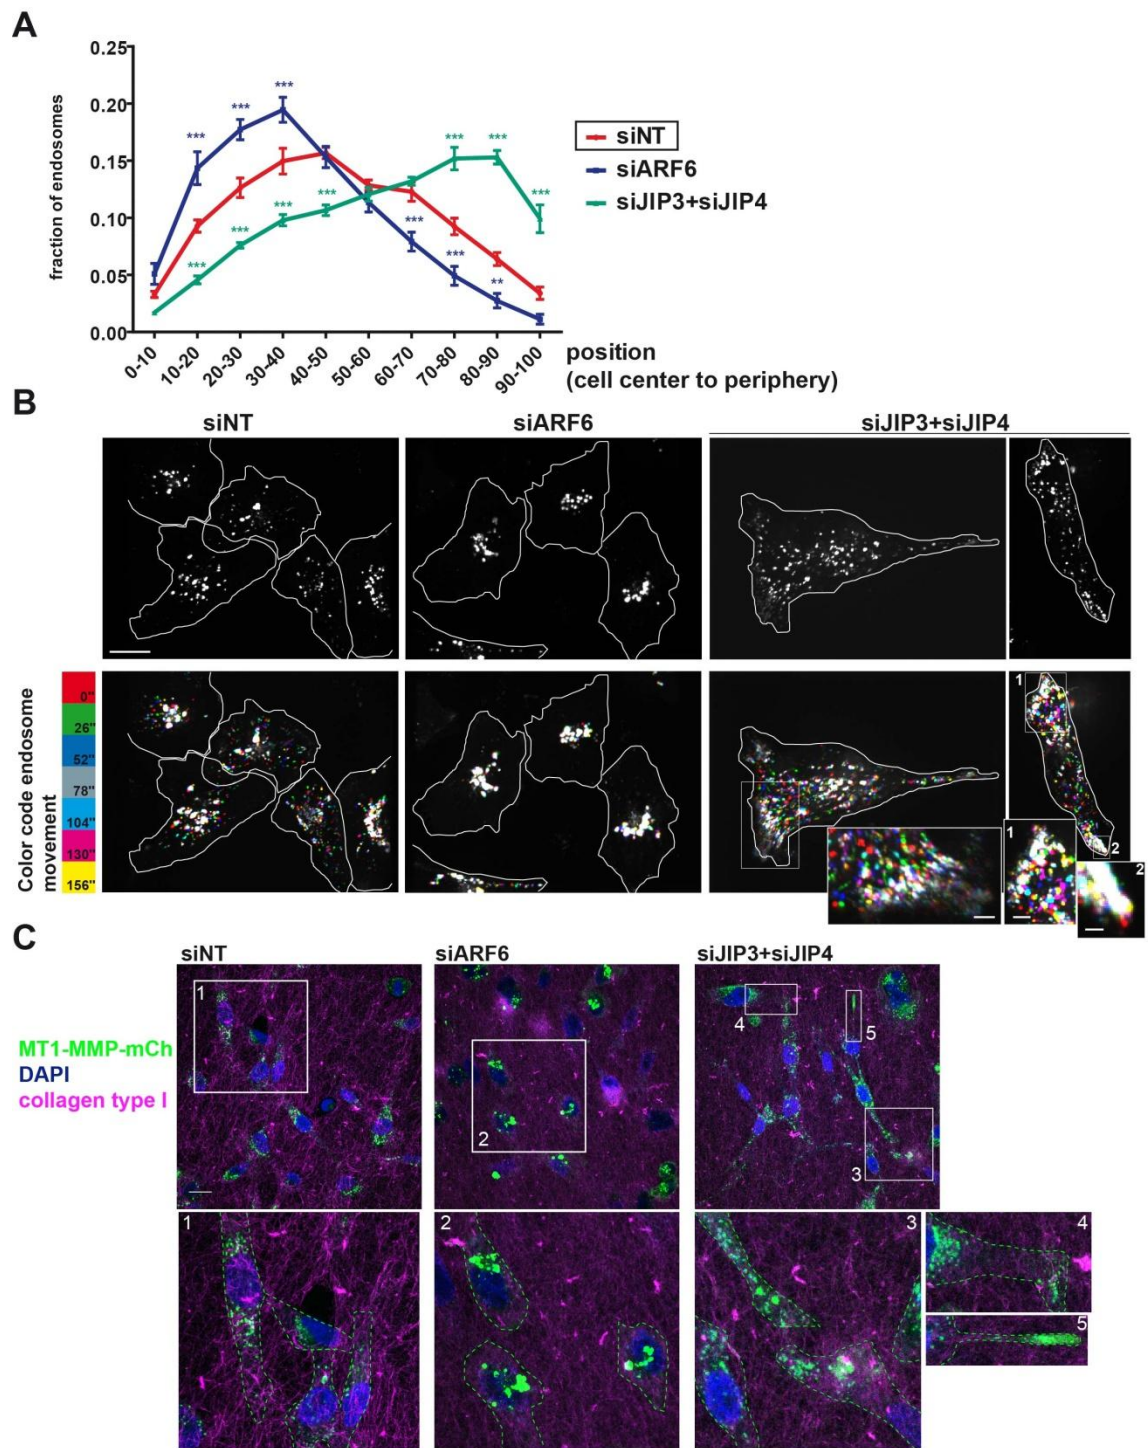 A
fraction of endosomes
0.25
0.20
0.15
0.10
0.05
0.00
***
***
***
***
***
***
***
***
***
**
***
***
***
siNT
siARF6
siJIP3+siJIP4
0-10
10-20
20-30
30-40
40-50
50-60
60-70
70-80
80-90
90-100
position
(cell center to periphery)
B
siNT
siARF6
siJIP3+siJIP4
Color code endosome
movement
0"
26"
52"
78"
104"
130"
156"
1
2
1
2
C
siNT
siARF6
siJIP3+siJIP4
MT1-MMP-mCh
DAPI
collagen type I
1
2
4
5
3
1
2
3
4
5